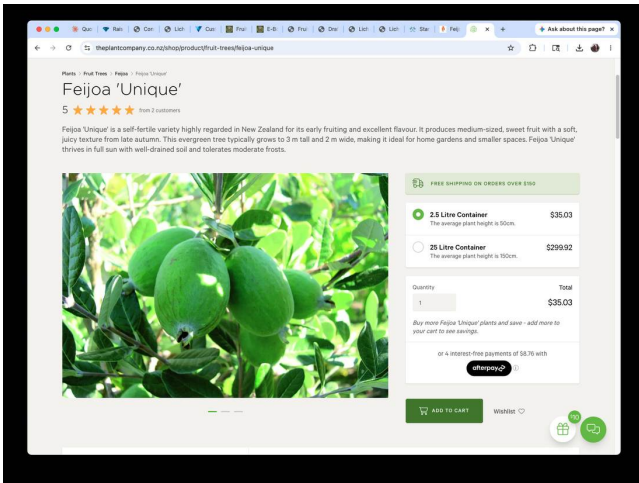 Ask about this page?
theplantcompany.co.nz/shop/product/fruit-trees/feijoa-unique
Plants > Fruit Trees > Feijoa > Feijoa 'Unique'
Feijoa 'Unique'
5 from 2 customers
Feijoa 'Unique' is a self-fertile variety highly regarded in New Zealand for its early fruiting and excellent flavour. It produces medium-sized, sweet fruit with a soft,
juicy texture from late autumn. This evergreen tree typically grows to 3 m tall and 2 m wide, making it ideal for home gardens and smaller spaces. Feijoa 'Unique'
thrives in full sun with well-drained soil and tolerates moderate frosts.
FREE SHIPPING ON ORDERS OVER $150
2.5 Litre Container $35.03
The average plant height is 50cm.
25 Litre Container $299.92
The average plant height is 150cm.
Quantity Total
1 $35.03
Buy more Feijoa 'Unique' plants and save - add more to
your cart to see savings.
or 4 interest-free payments of $8.76 with
afterpay
ADD TO CART Wishlist